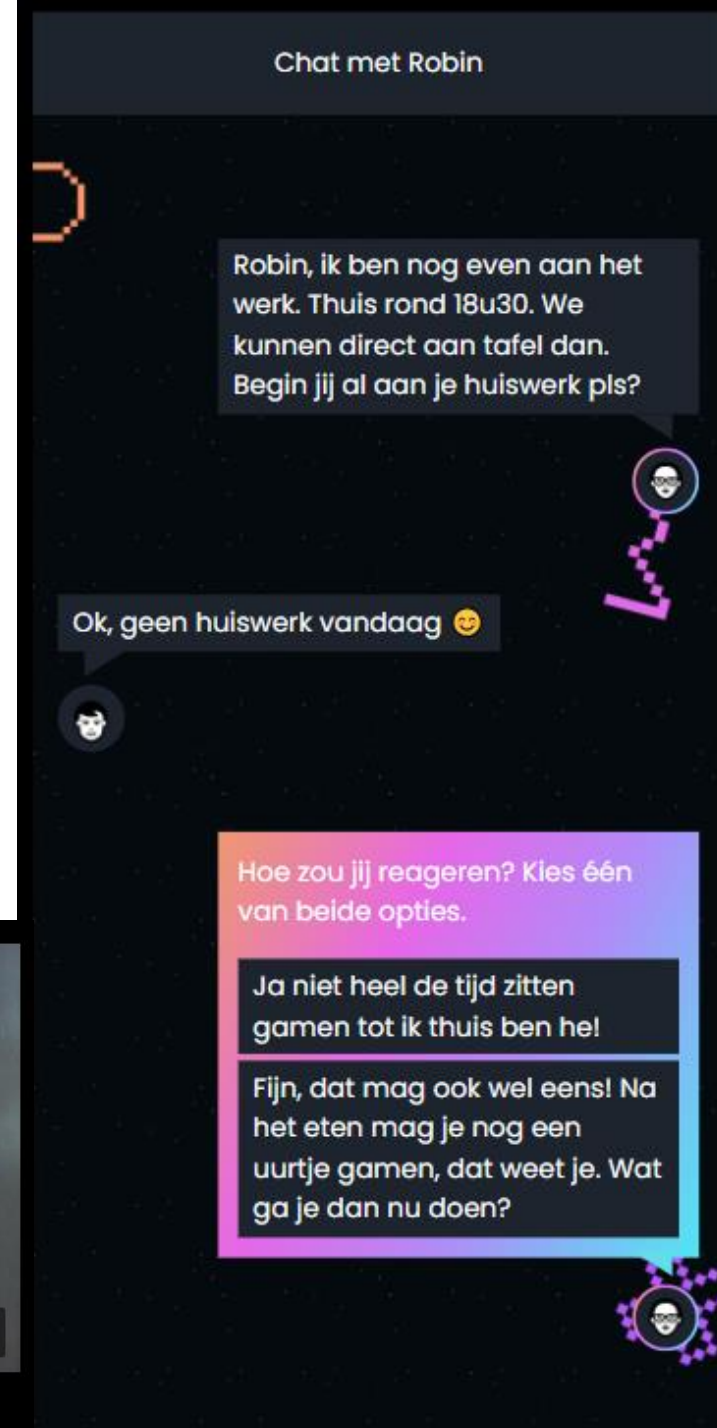 Chat met Robin
Robin, ik ben nog even aan het
werk. Thuis rond 18u30. We
kunnen direct aan tafel dan.
Begin jij al aan je huiswerk pls?
Ok, geen huiswerk vandaag 😊
Hoe zou jij reageren? Kies één
van beide opties.
Ja niet heel de tijd zitten
gamen tot ik thuis ben he!
Fijn, dat mag ook wel eens! Na
het eten mag je nog een
uurtje gamen, dat weet je. Wat
ga je dan nu doen?